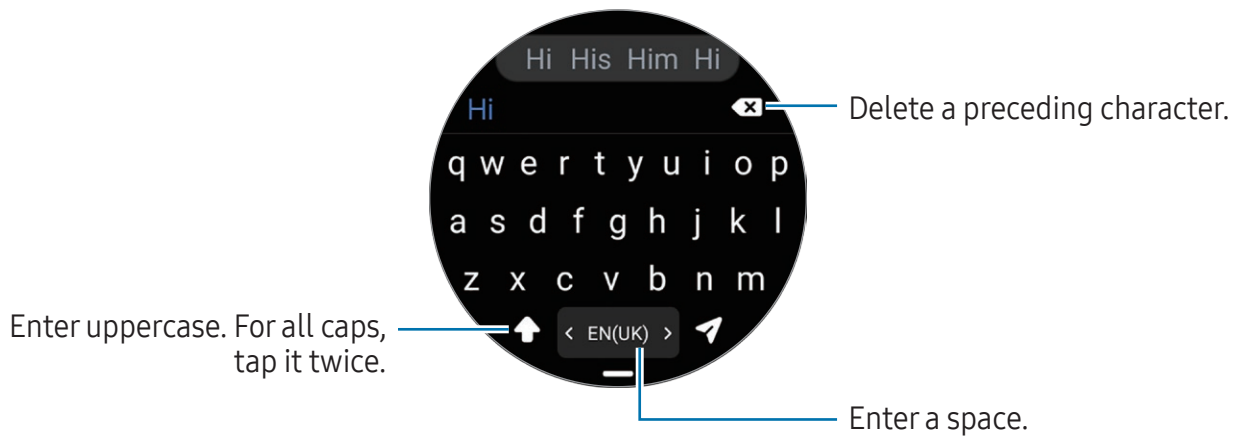 Hi His Him Hi
Hi
Delete a preceding character.
q w e r t y u i o p
a s d f g h j k l
z x c v b n m
Enter uppercase. For all caps,
tap it twice.
< EN(UK) >
Enter a space.